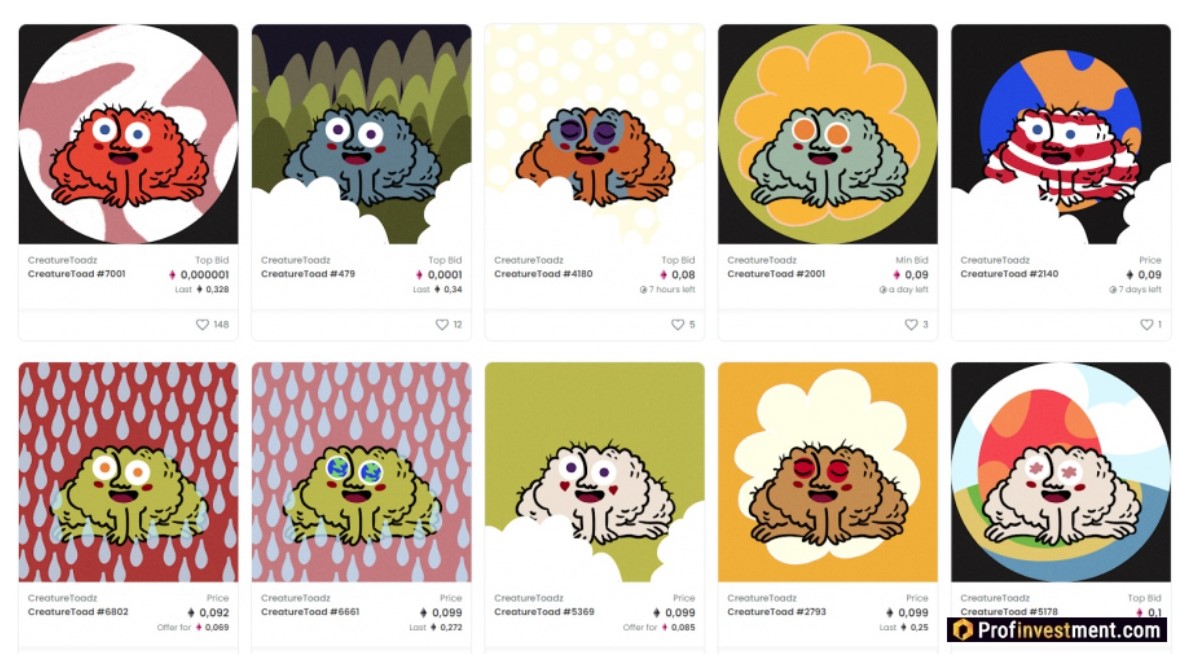 CreatureToadz Top Bid
CreatureToad #7001 0,000001
Last 0,328
148
CreatureToadz Top Bid
CreatureToad #479 0,0001
Last 0,34
12
CreatureToadz Top Bid
CreatureToad #4180 0,08
7 hours left
5
CreatureToadz Min Bid
CreatureToad #2001 0,09
a day left
3
CreatureToadz Price
CreatureToad #2140 0,09
7 days left
1
CreatureToadz Price
CreatureToad #6802 0,092
Offer for 0,069
CreatureToadz Price
CreatureToad #6661 0,099
Last 0,272
CreatureToadz Price
CreatureToad #5369 0,099
Offer for 0,085
CreatureToadz Price
CreatureToad #2793 0,099
Last 0,25
CreatureToadz Top Bid
CreatureToad #5178 0,1
Profinvestment.com